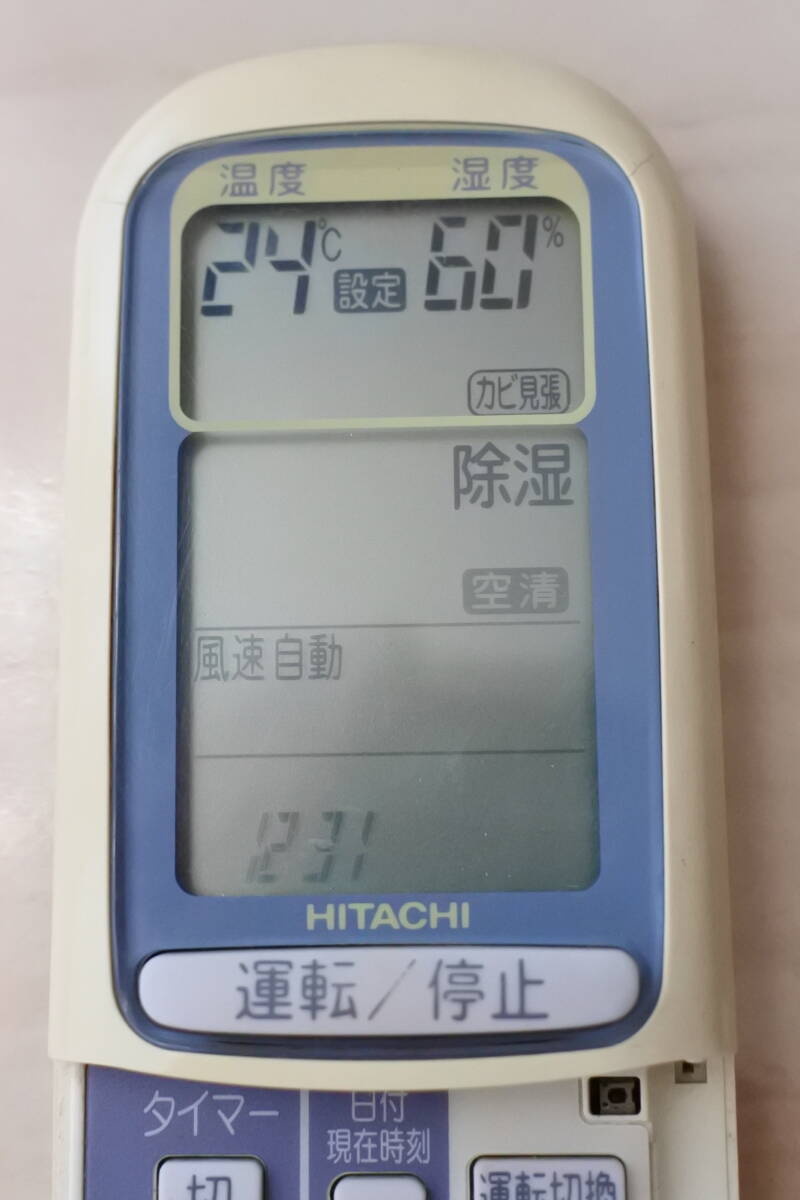 温度 湿度
24℃ 設定 60%
カビ見張
除湿
空清
風速自動
1231
HITACHI
運転／停止
タイマー 日付
現在時刻
切 運転切換